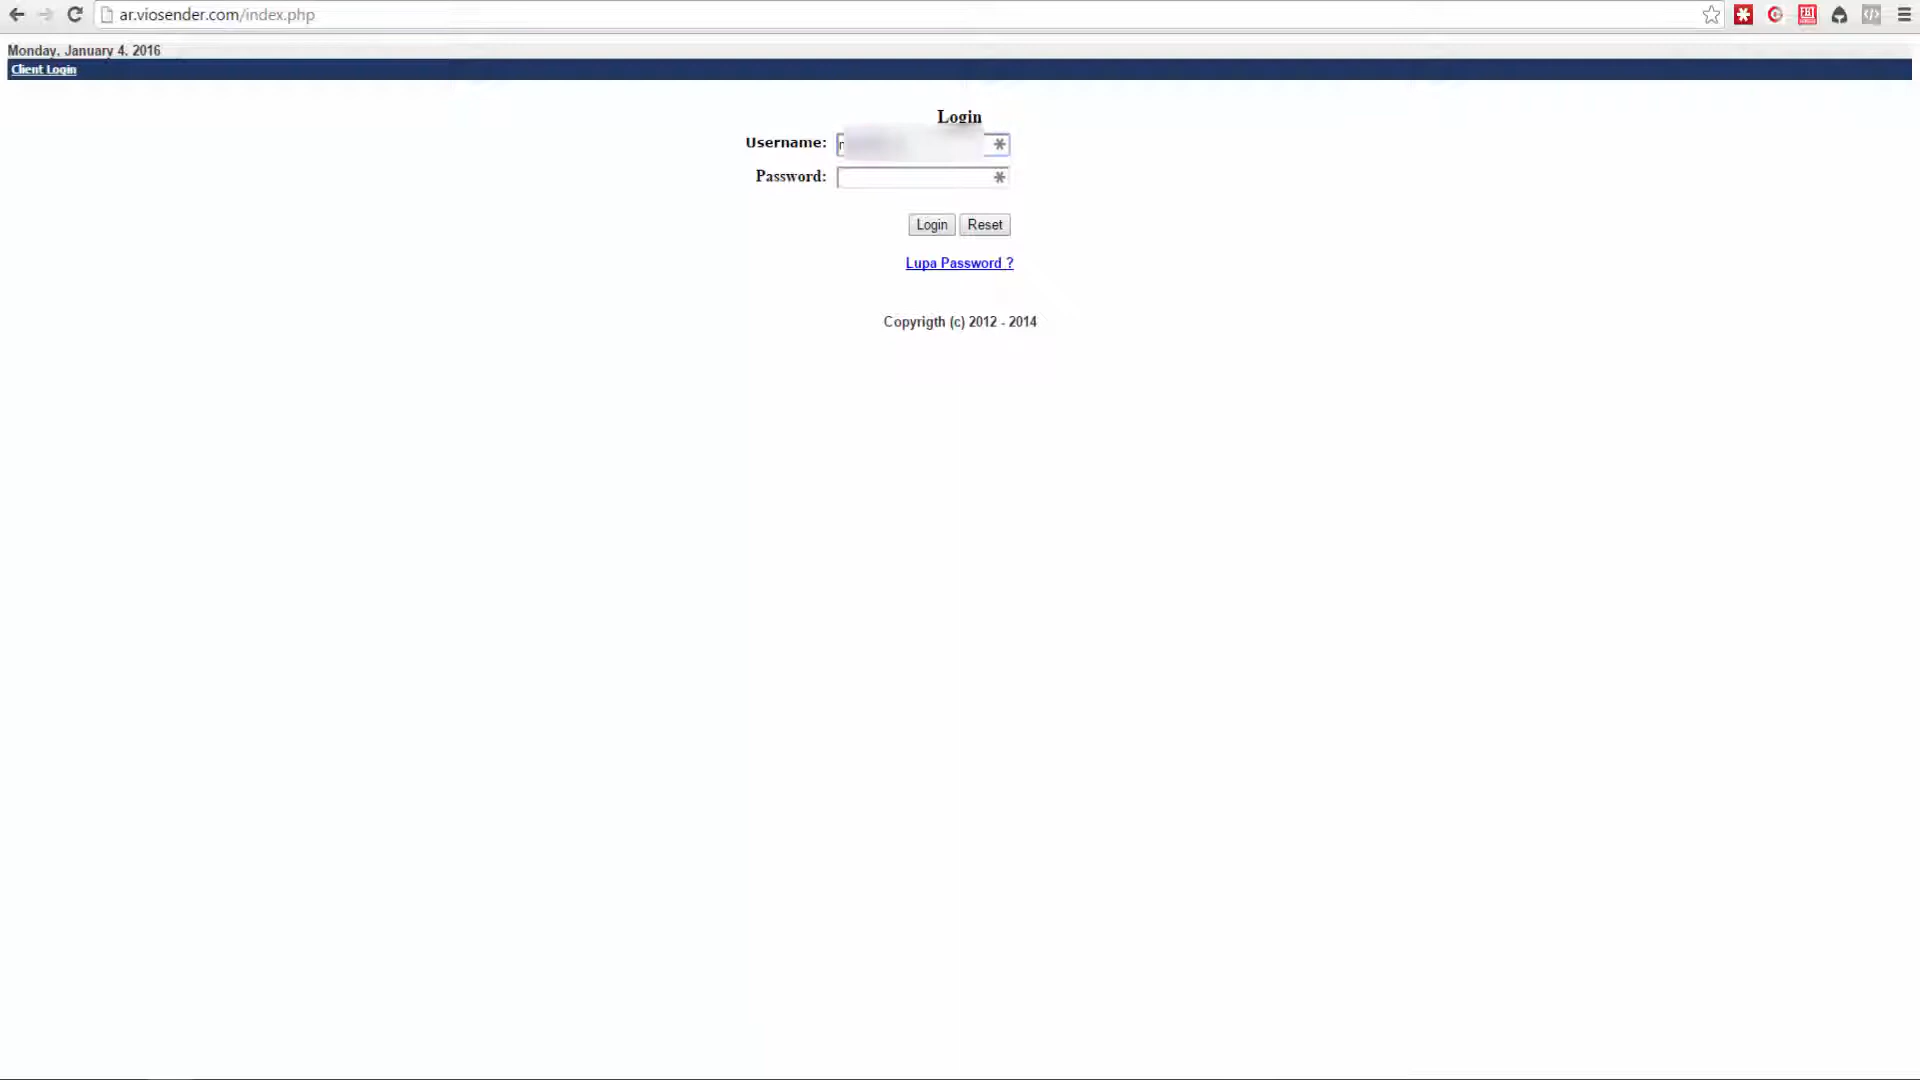 ar.viosender.com/index.php
Monday, January 4, 2016
Client Login
Login
Username:
Password:
Login Reset
Lupa Password ?
Copyrigth (c) 2012 - 2014